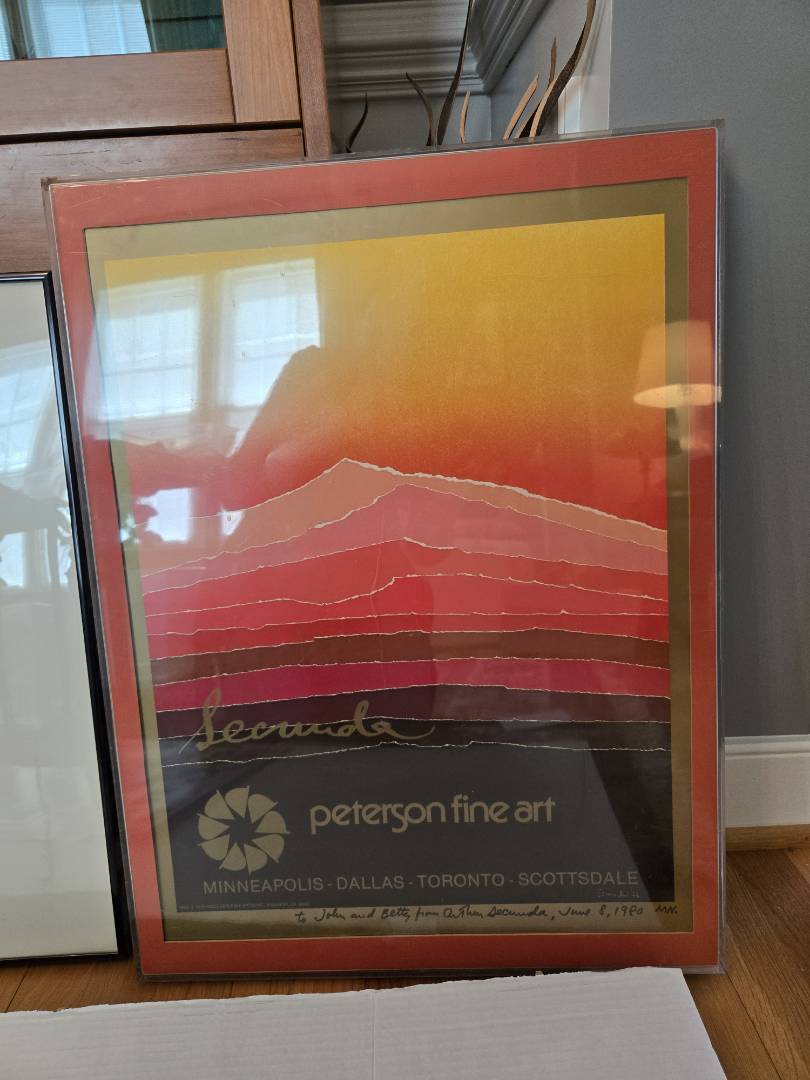 Secunda
peterson fine art
MINNEAPOLIS - DALLAS - TORONTO - SCOTTSDALE
to John and Betty from Arthur Secunda, June 8, 1980 MN.